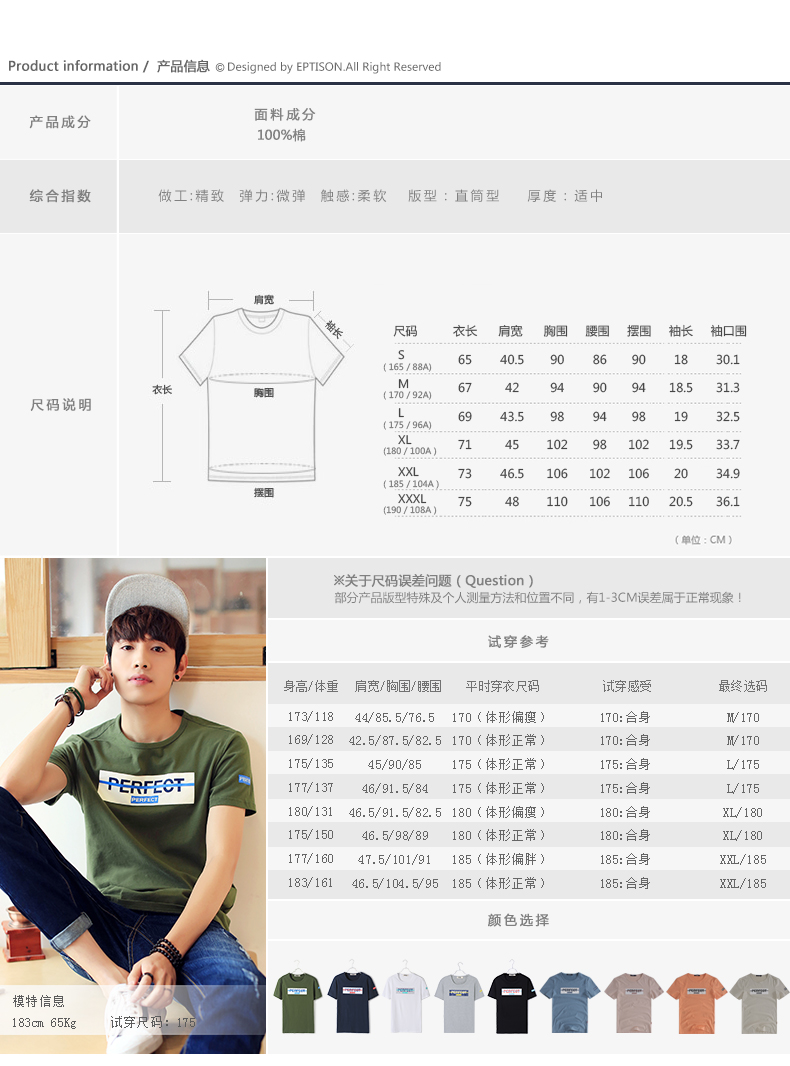 Product information / 产品信息 © Designed by EPTISON.All Right Reserved
产品成分
面料成分
100%棉
综合指数 做工:精致 弹力:微弹 触感:柔软 版型：直筒型 厚度：适中
尺码说明
肩宽
袖长
衣长
胸围
摆围
尺码 衣长 肩宽 胸围 腰围 摆围 袖长 袖口围
S
(165/88A) 65 40.5 90 86 90 18 30.1
M
(170/92A) 67 42 94 90 94 18.5 31.3
L
(175/96A) 69 43.5 98 94 98 19 32.5
XL
(180/100A) 71 45 102 98 102 19.5 33.7
XXL
(185/104A) 73 46.5 106 102 106 20 34.9
XXXL
(190/108A) 75 48 110 106 110 20.5 36.1
（单位：CM）
※关于尺码误差问题（Question）
部分产品版型特殊及个人测量方法和位置不同，有1-3CM误差属于正常现象！
试穿参考
身高/体重 肩宽/胸围/腰围 平时穿衣尺码 试穿感受 最终选码
173/118 44/85.5/76.5 170（体形偏瘦） 170:合身 M/170
169/128 42.5/87.5/82.5 170（体形正常） 170:合身 M/170
175/135 45/90/85 175（体形正常） 175:合身 L/175
177/137 46/91.5/84 175（体形正常） 175:合身 L/175
180/131 46.5/91.5/82.5 180（体形偏瘦） 180:合身 XL/180
175/150 46.5/98/89 180（体形正常） 180:合身 XL/180
177/160 47.5/101/91 185（体形偏胖） 185:合身 XXL/185
183/161 46.5/104.5/95 185（体形正常） 185:合身 XXL/185
颜色选择
PERFECT
PERFECT
模特信息
183cm 65Kg 试穿尺码：175